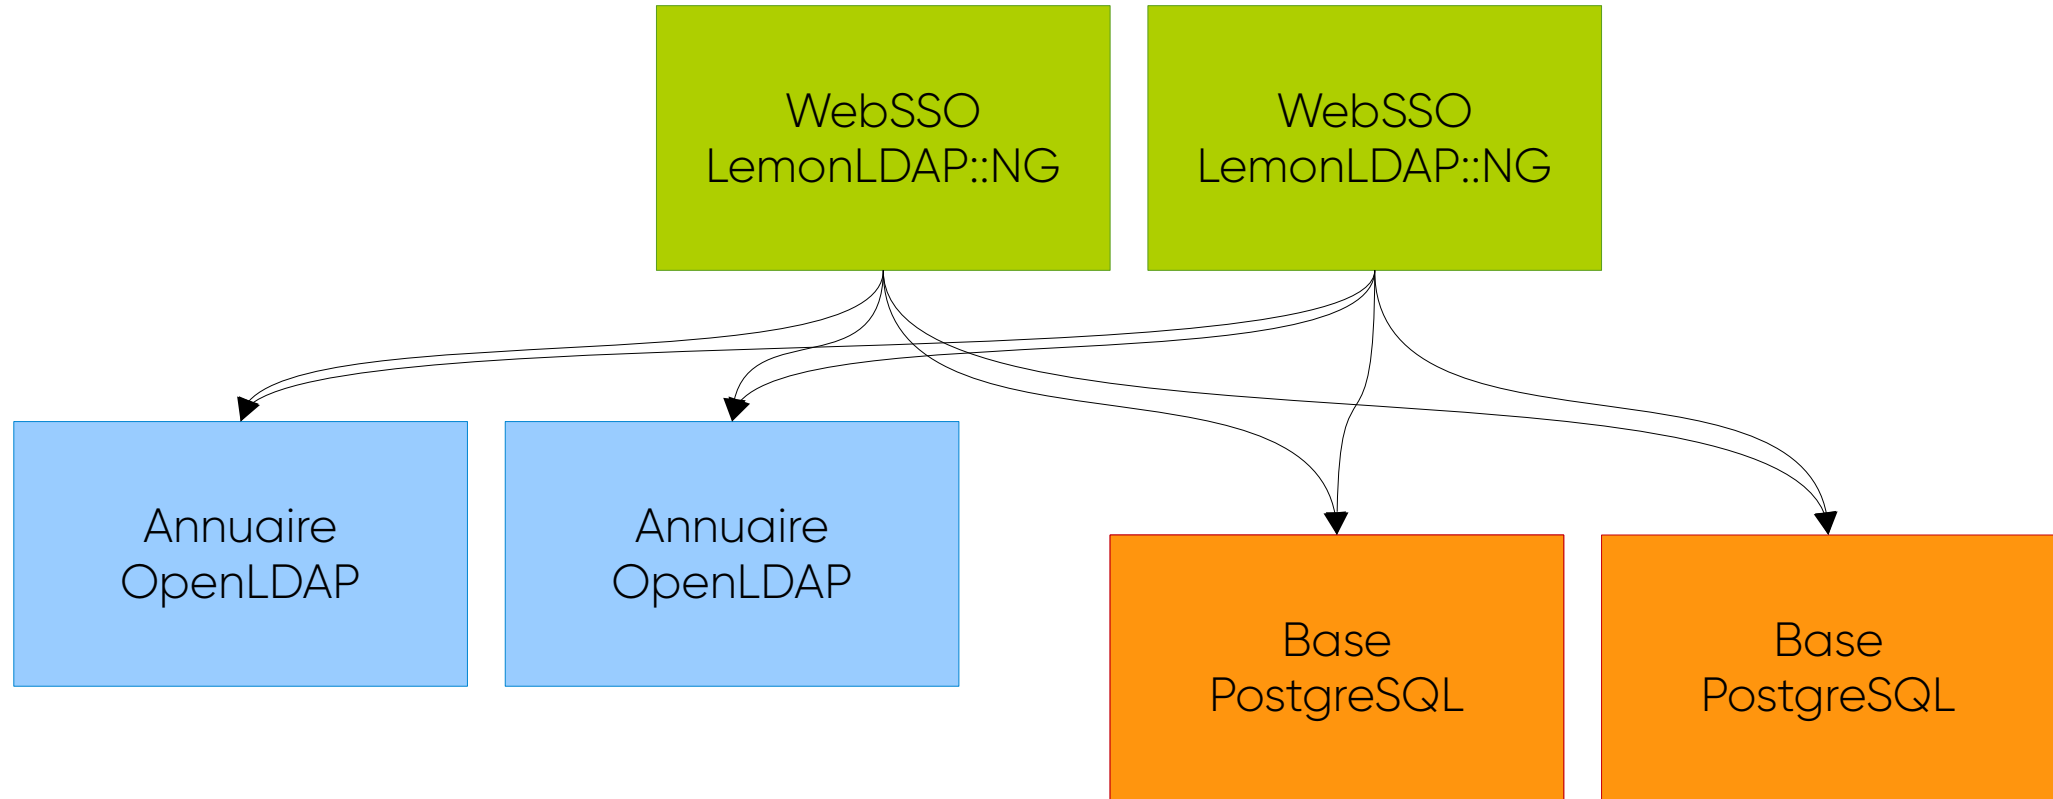 WebSSO
LemonLDAP::NG
WebSSO
LemonLDAP::NG
Annuaire
OpenLDAP
Annuaire
OpenLDAP
Base
PostgreSQL
Base
PostgreSQL